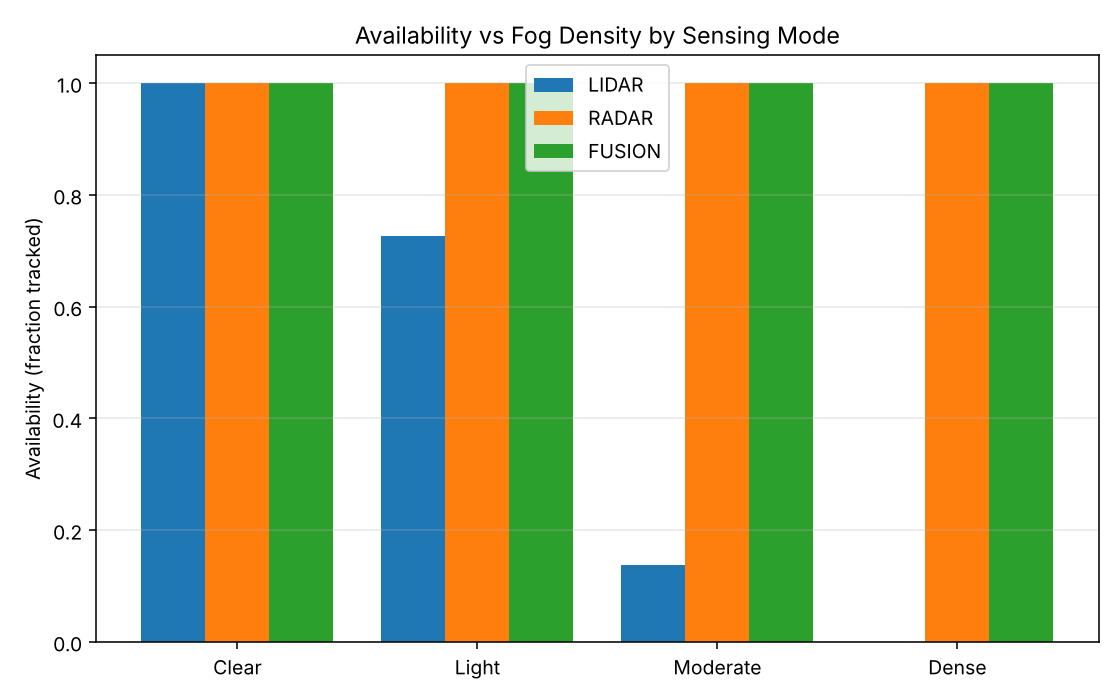 Availability vs Fog Density by Sensing Mode
LIDAR
RADAR
FUSION
Availability (fraction tracked)
1.0
0.8
0.6
0.4
0.2
0.0
Clear Light Moderate Dense